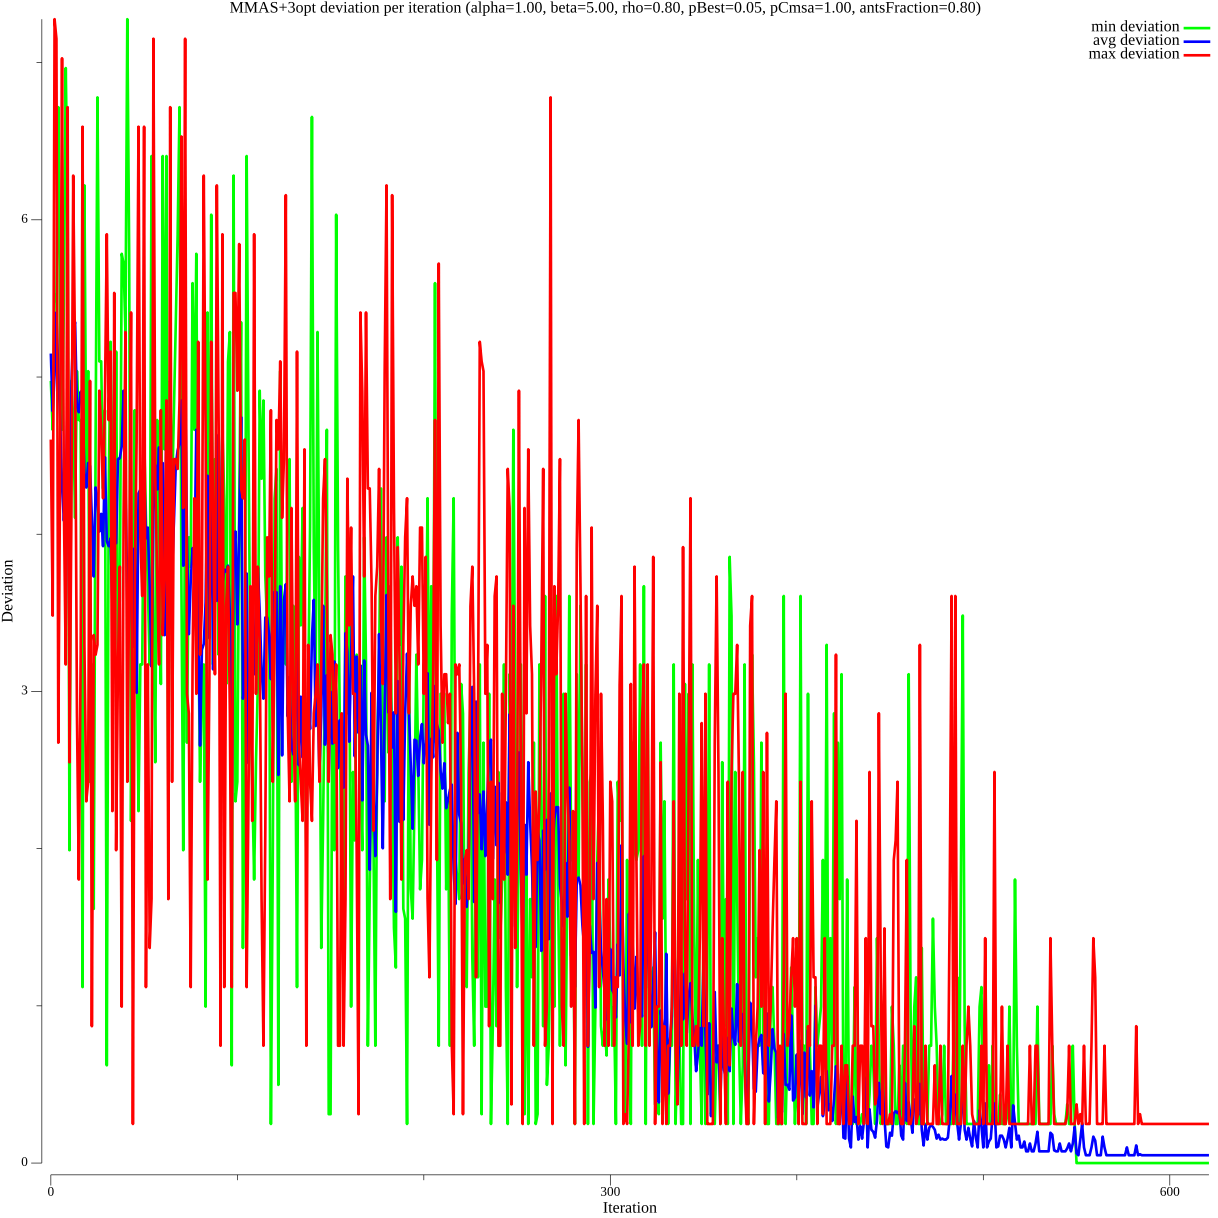 MMAS+3opt deviation per iteration (alpha=1.00, beta=5.00, rho=0.80, pBest=0.05, pCmsa=1.00, antsFraction=0.80)
min deviation
avg deviation
max deviation
6
3
0
Deviation
0
300
600
Iteration